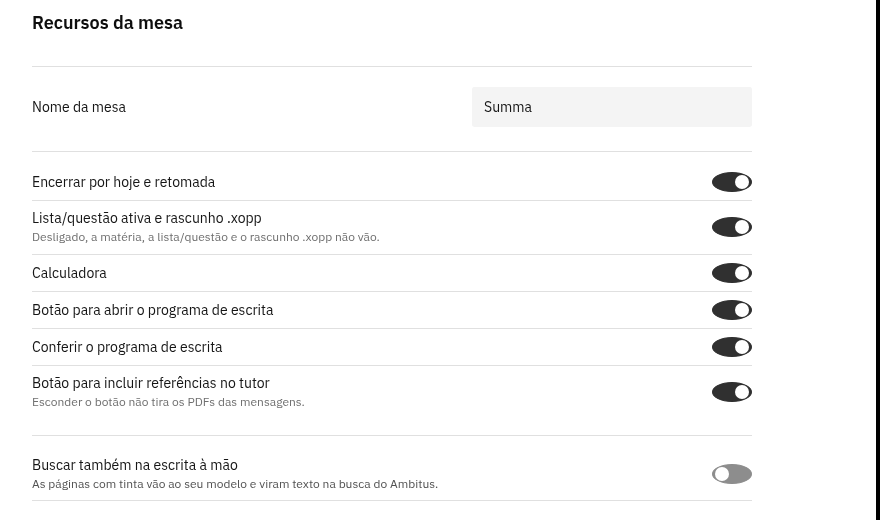 Recursos da mesa
Nome da mesa
Summa
Encerrar por hoje e retomada
Lista/questão ativa e rascunho .xopp
Desligado, a matéria, a lista/questão e o rascunho .xopp não vão.
Calculadora
Botão para abrir o programa de escrita
Conferir o programa de escrita
Botão para incluir referências no tutor
Esconder o botão não tira os PDFs das mensagens.
Buscar também na escrita à mão
As páginas com tinta vão ao seu modelo e viram texto na busca do Ambitus.